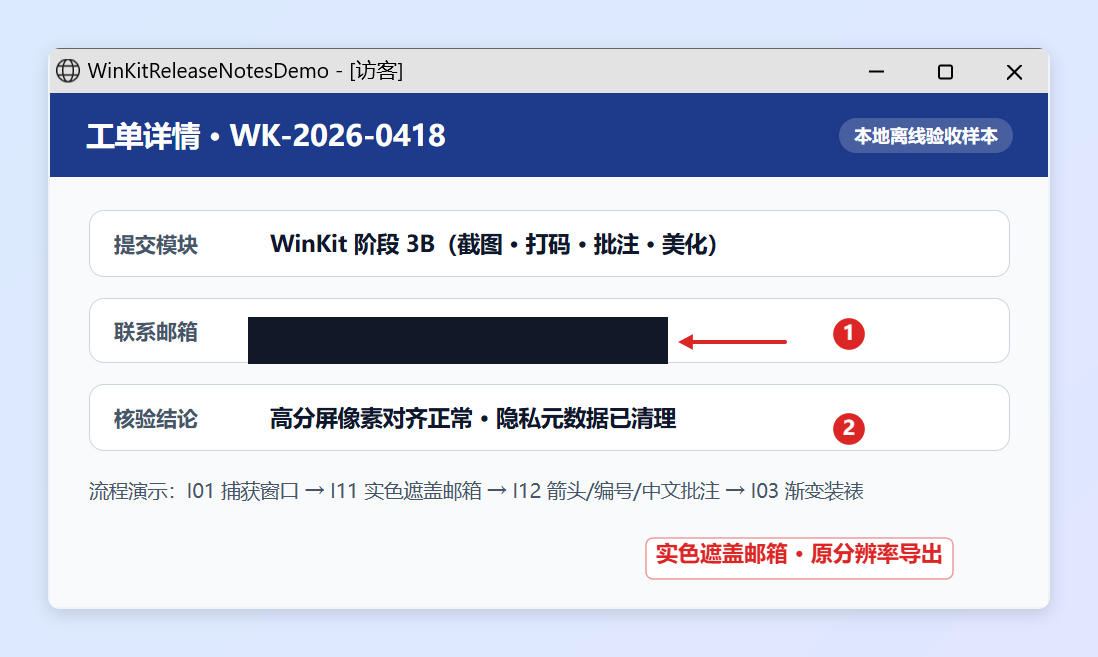 WinKitReleaseNotesDemo - [访客]
工单详情・WK-2026-0418
本地离线验收样本
提交模块
WinKit 阶段 3B（截图・打码・批注・美化）
联系邮箱
1
核验结论
高分屏像素对齐正常・隐私元数据已清理
2
流程演示：I01 捕获窗口 → I11 实色遮盖邮箱 → I12 箭头/编号/中文批注 → I03 渐变装裱
实色遮盖邮箱・原分辨率导出